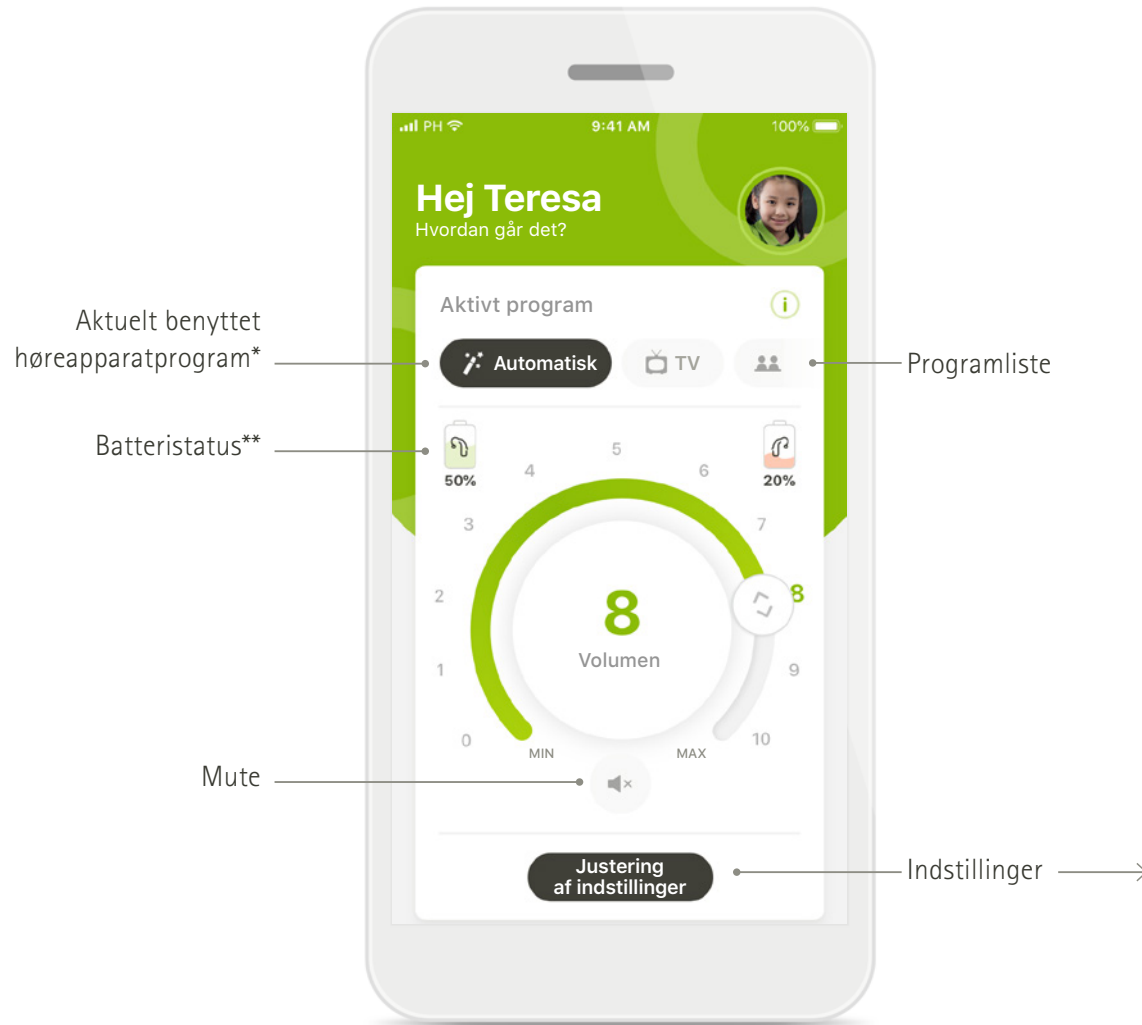 PH 9:41 AM 100%
Hej Teresa
Hvordan går det?
Aktivt program
i
Aktuelt benyttet
høreapparatprogram*
Automatisk TV
Programliste
Batteristatus**
50%
20%
0
1
2
3
4
5
6
7
8
9
10
8
Volumen
MIN MAX
Mute
Justering
af indstillinger
Indstillinger